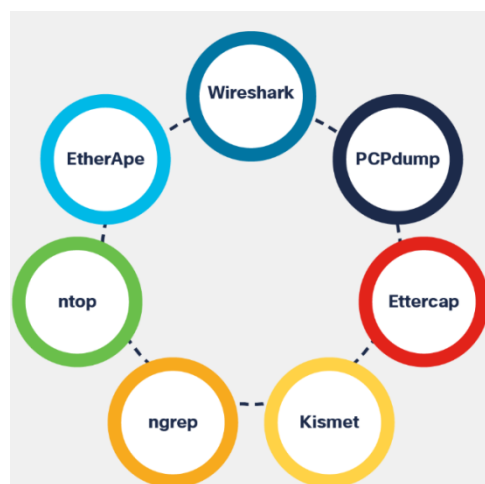 Wireshark
EtherApe
PCPdump
ntop
Ettercap
ngrep
Kismet